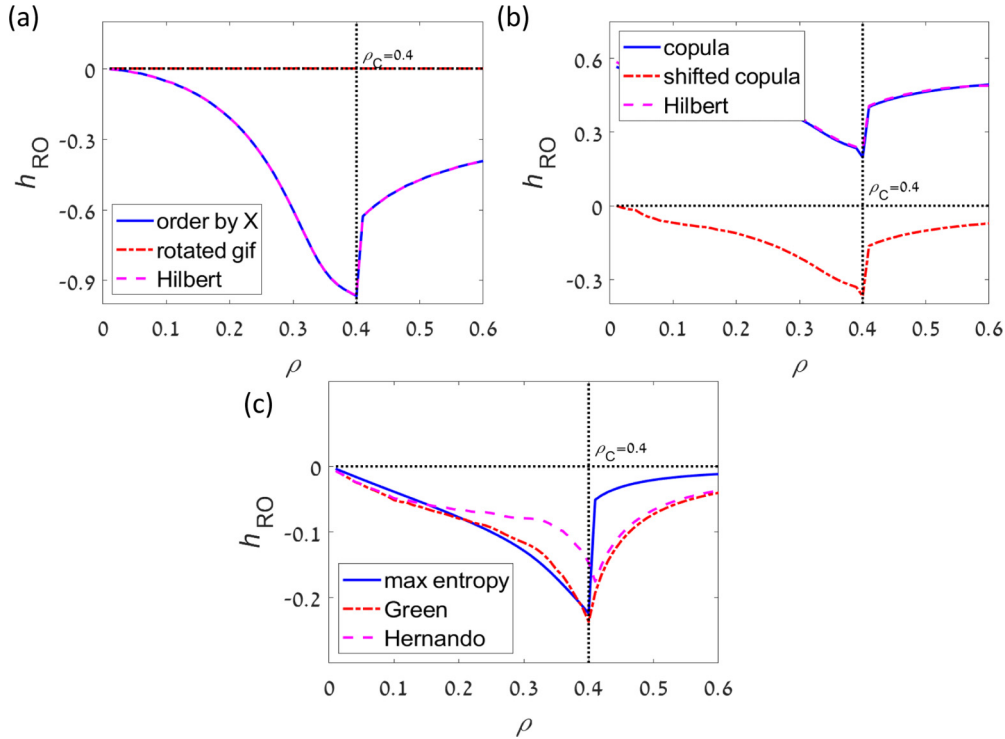 (a)
ρC=0.4
0
-0.3
-0.6
-0.9
hRO
order by X
rotated gif
Hilbert
0 0.1 0.2 0.3 0.4 0.5 0.6
ρ
(b)
0.6
0.3
0
-0.3
hRO
copula
shifted copula
Hilbert
ρC=0.4
0 0.1 0.2 0.3 0.4 0.5 0.6
ρ
(c)
ρC=0.4
0
-0.1
-0.2
hRO
max entropy
Green
Hernando
0 0.1 0.2 0.3 0.4 0.5 0.6
ρ